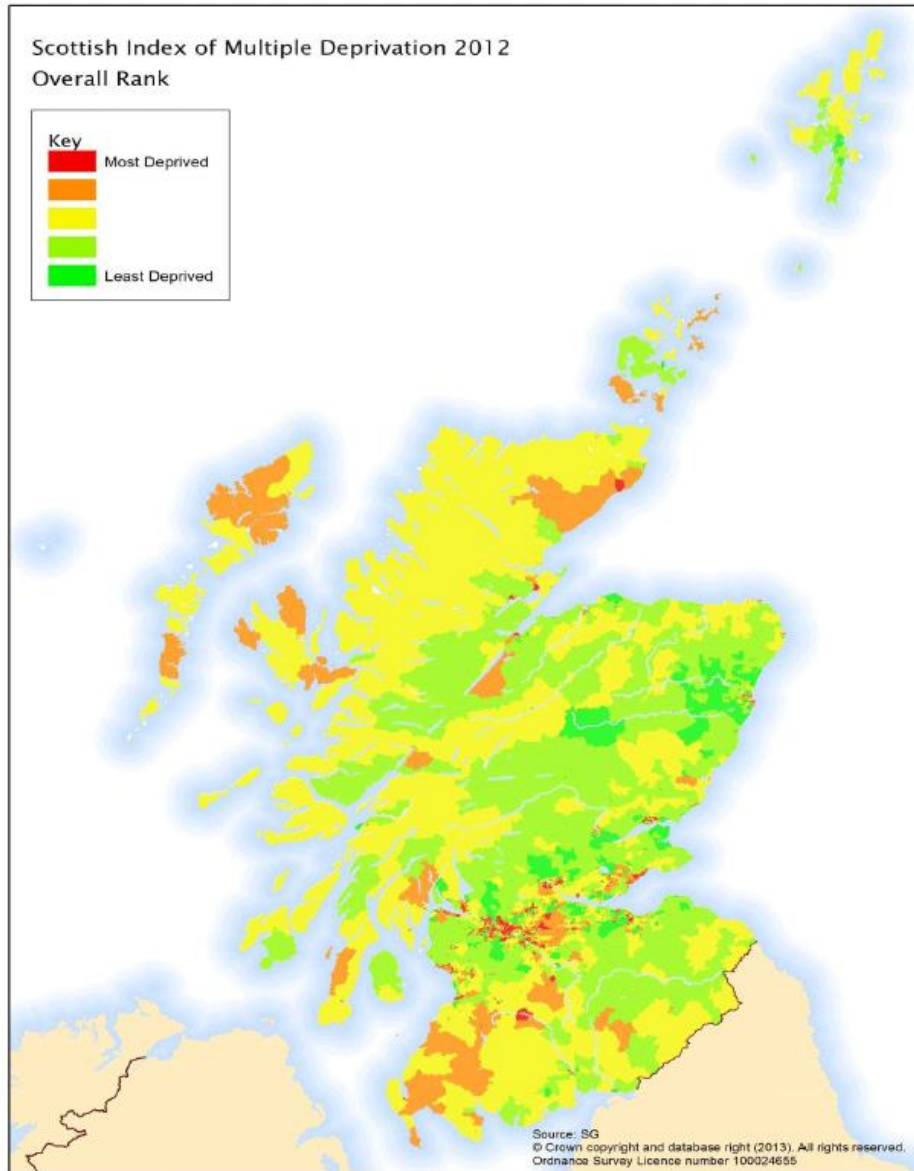 Scottish Index of Multiple Deprivation 2012
Overall Rank
Key
Most Deprived
Least Deprived
Source: SG
© Crown copyright and database right (2013). All rights reserved.
Ordnance Survey Licence number 100024655